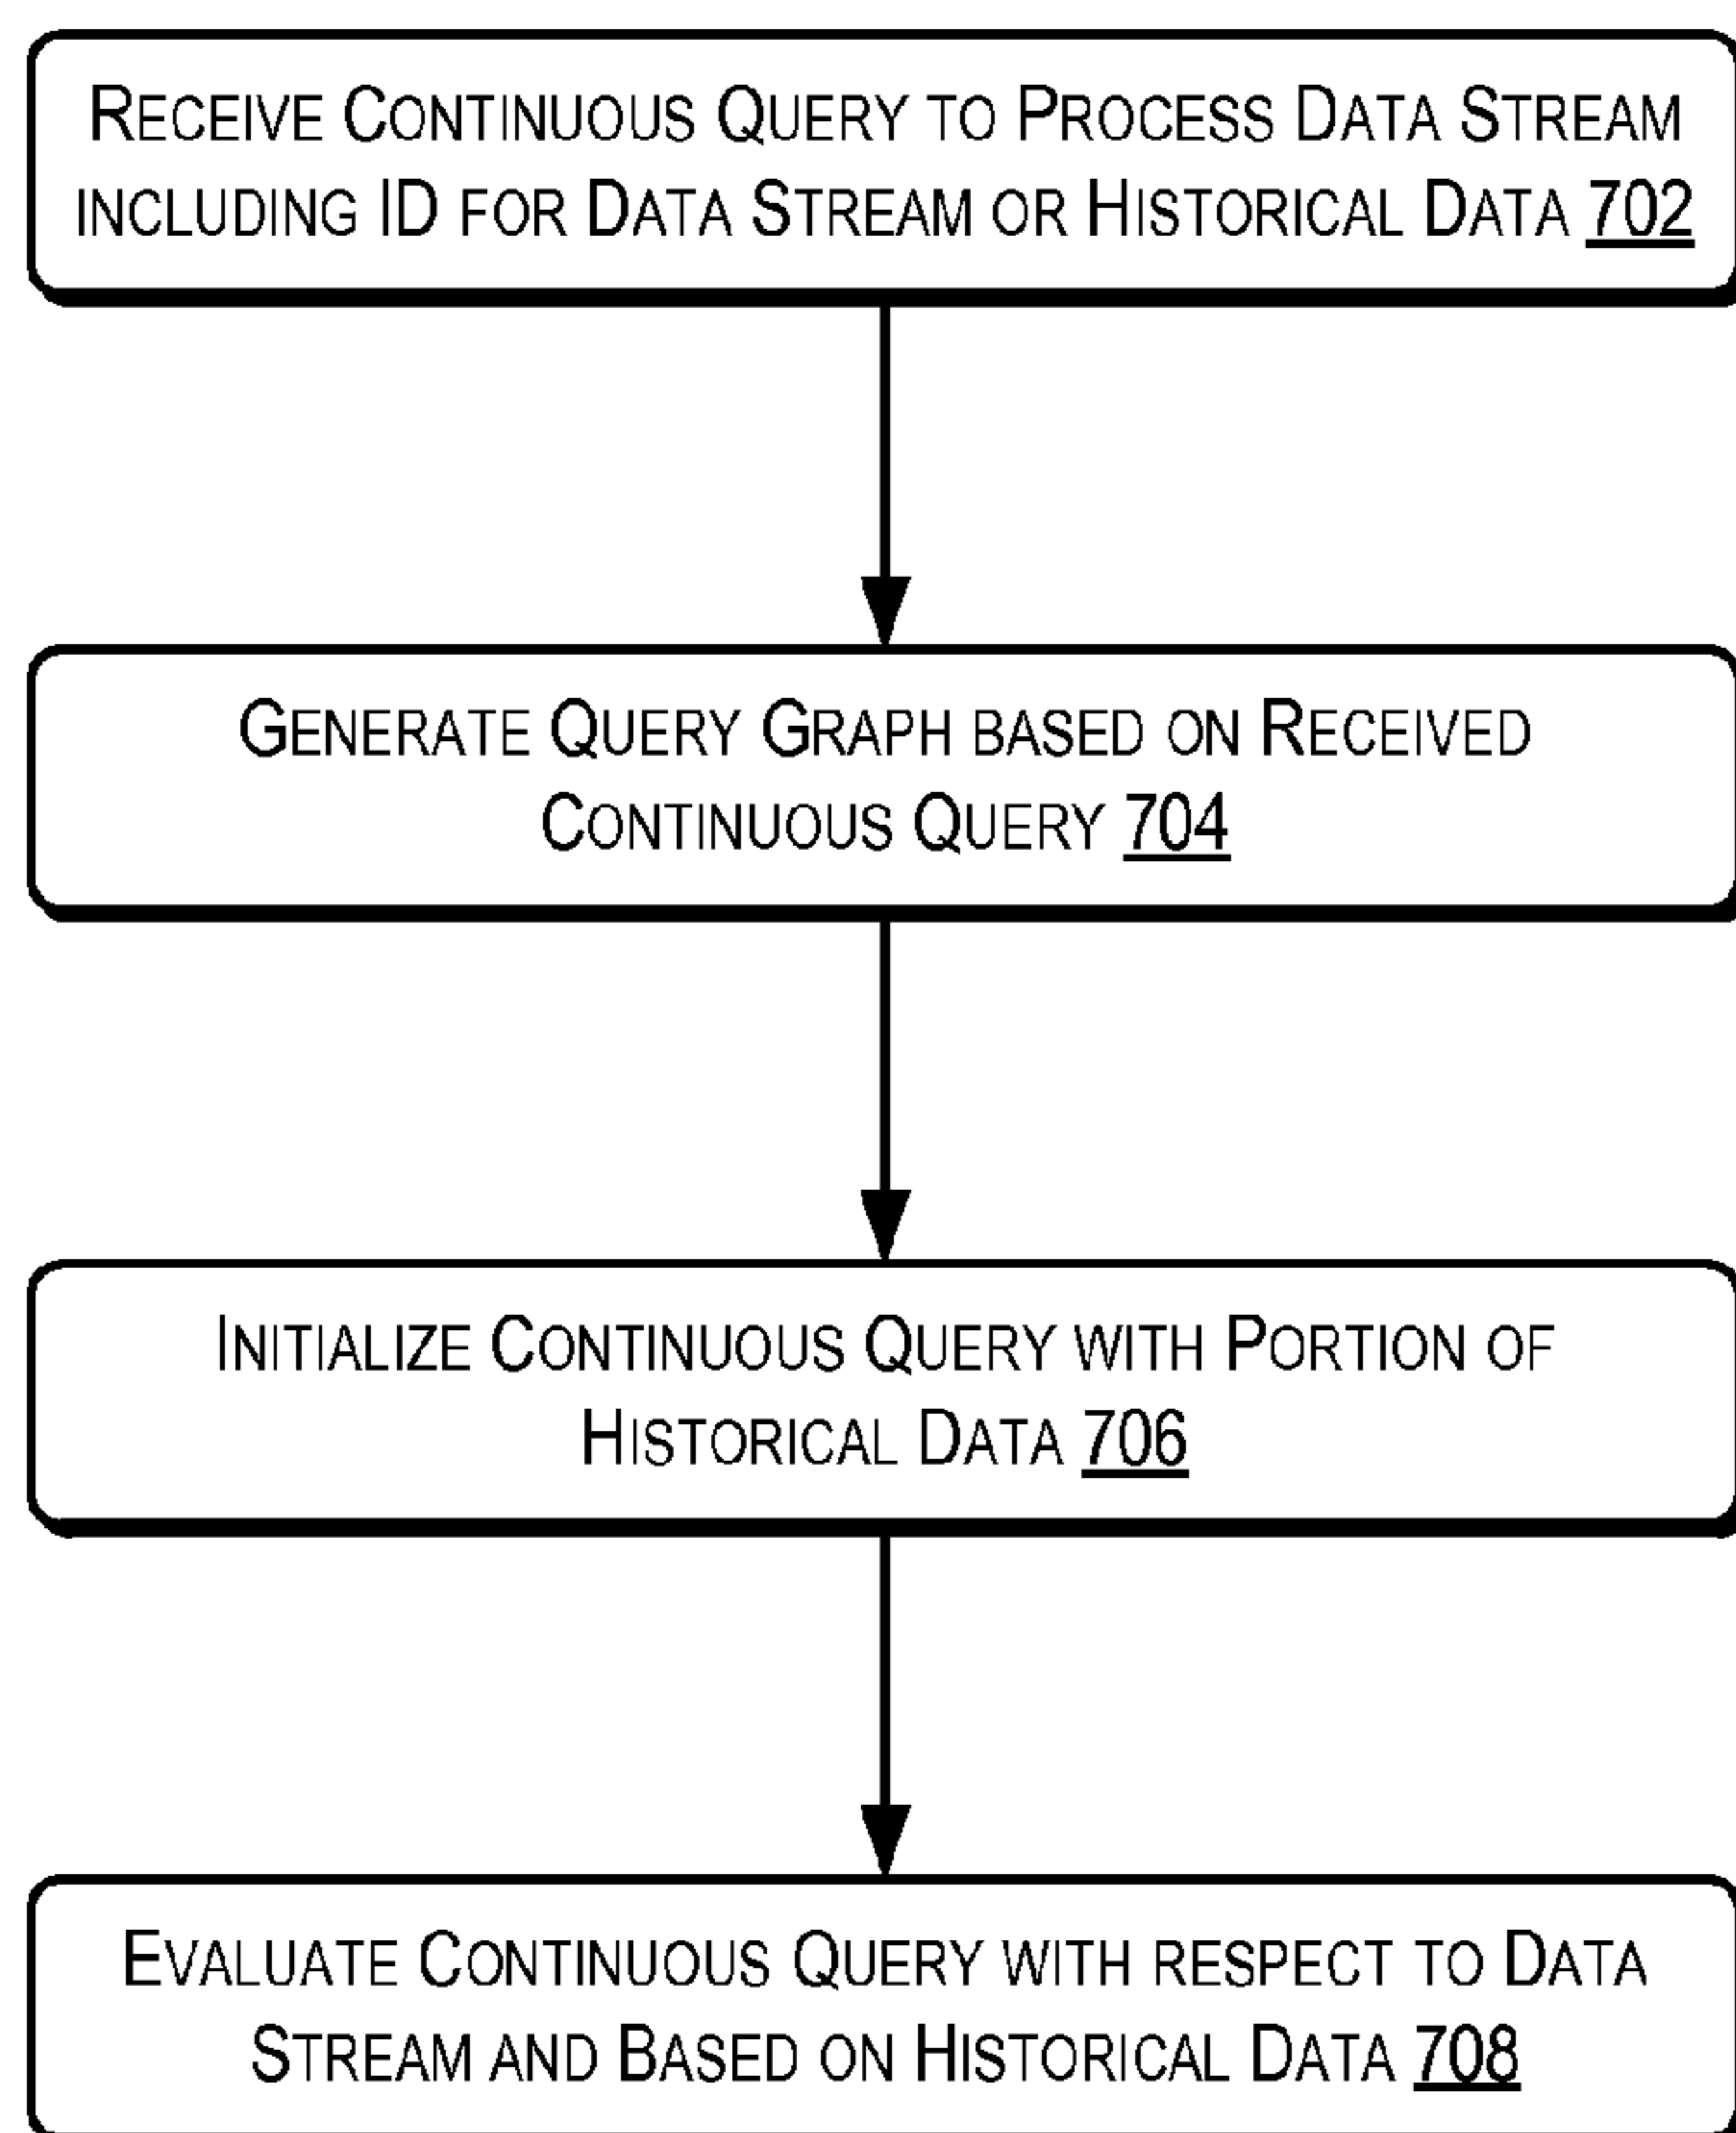 RECEIVE CONTINUOUS QUERY TO PROCESS DATA STREAM
INCLUDING ID FOR DATA STREAM OR HISTORICAL DATA 702
GENERATE QUERY GRAPH BASED ON RECEIVED
CONTINUOUS QUERY 704
INITIALIZE CONTINUOUS QUERY WITH PORTION OF
HISTORICAL DATA 706
EVALUATE CONTINUOUS QUERY WITH RESPECT TO DATA
STREAM AND BASED ON HISTORICAL DATA 708